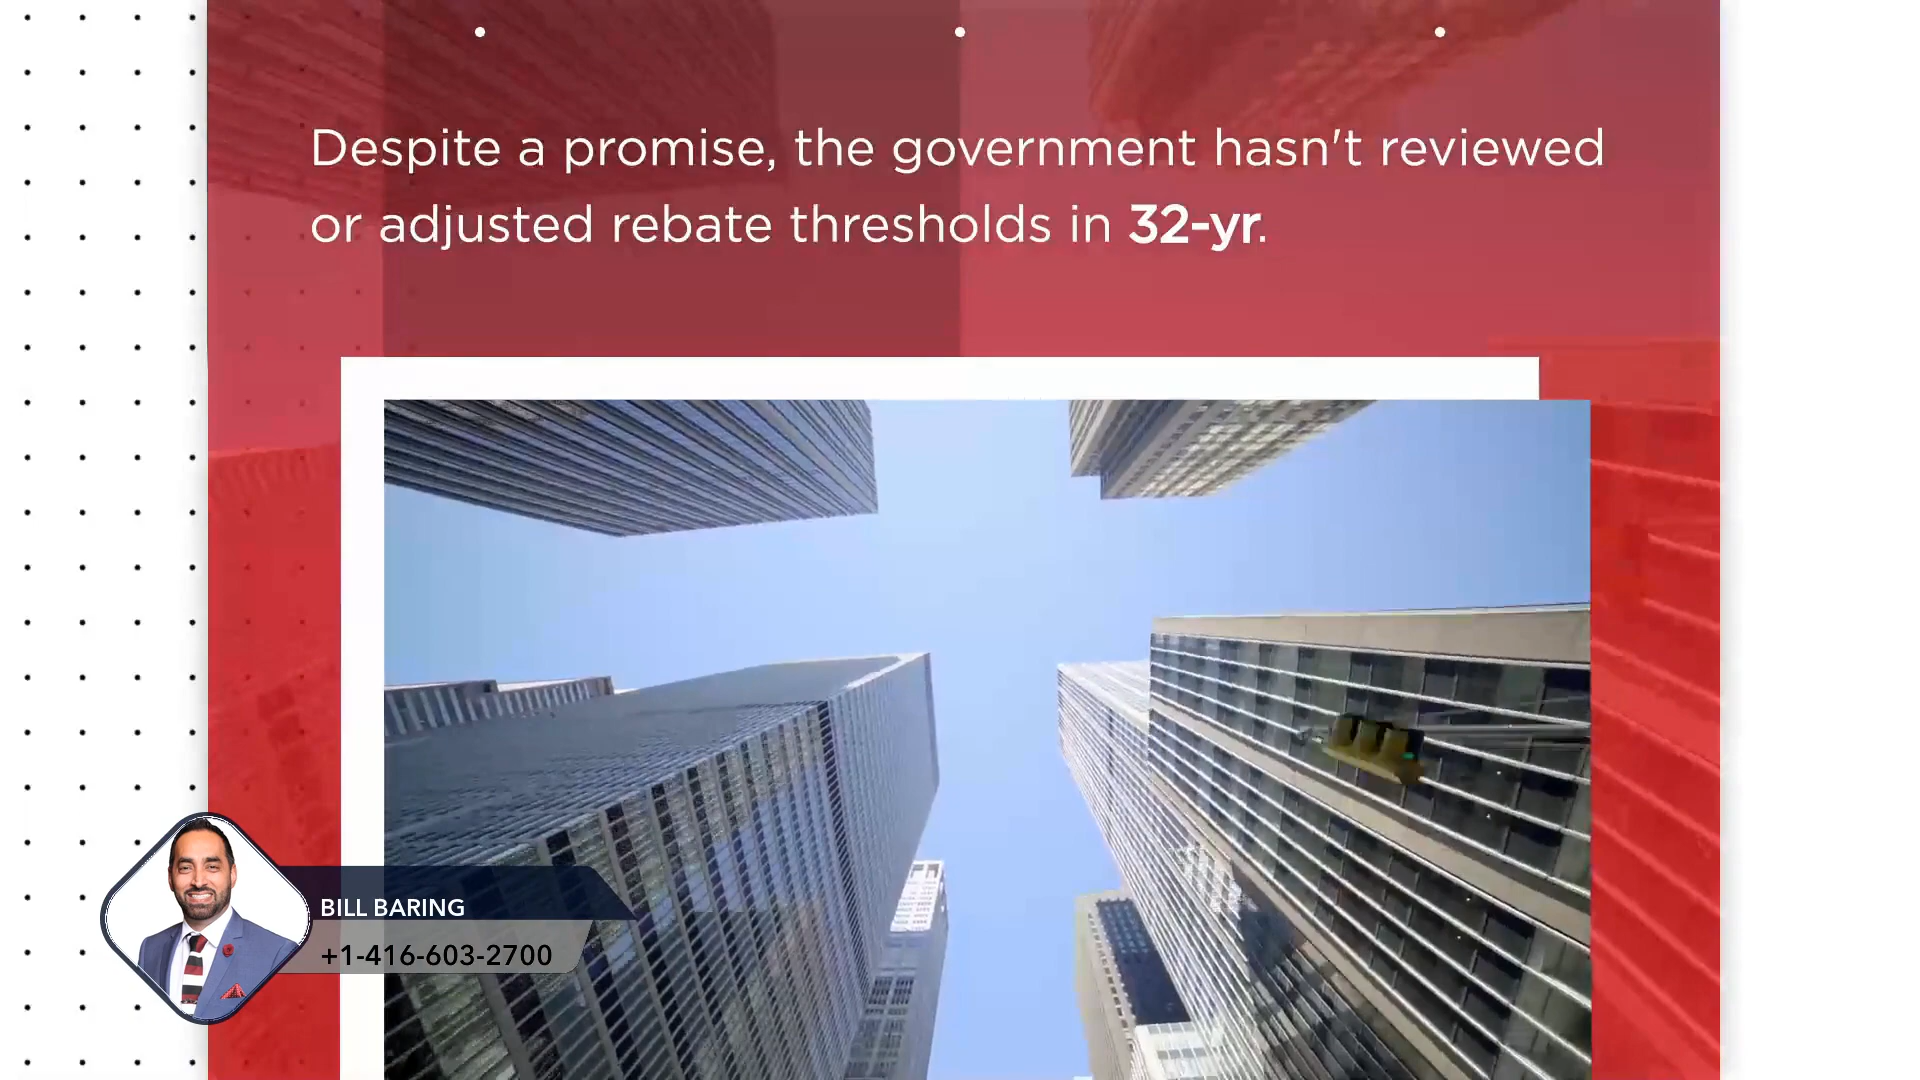 Despite a promise, the government hasn't reviewed
or adjusted rebate thresholds in 32-yr.
BILL BARING
+1-416-603-2700